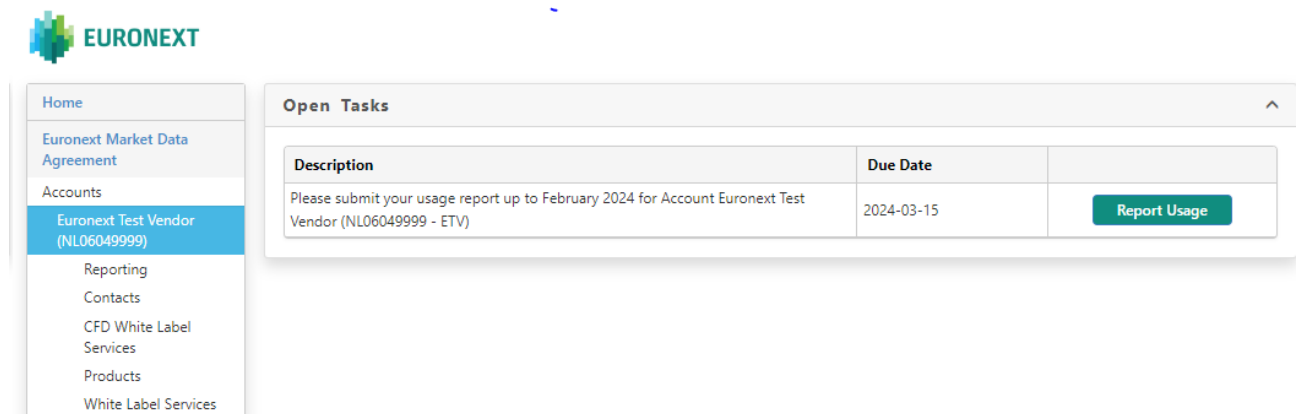 EURONEXT
Home
Euronext Market Data
Agreement
Accounts
Euronext Test Vendor
(NL06049999)
Reporting
Contacts
CFD White Label
Services
Products
White Label Services
Open Tasks
Description
Due Date
Please submit your usage report up to February 2024 for Account Euronext Test
Vendor (NL06049999 - ETV)
2024-03-15
Report Usage